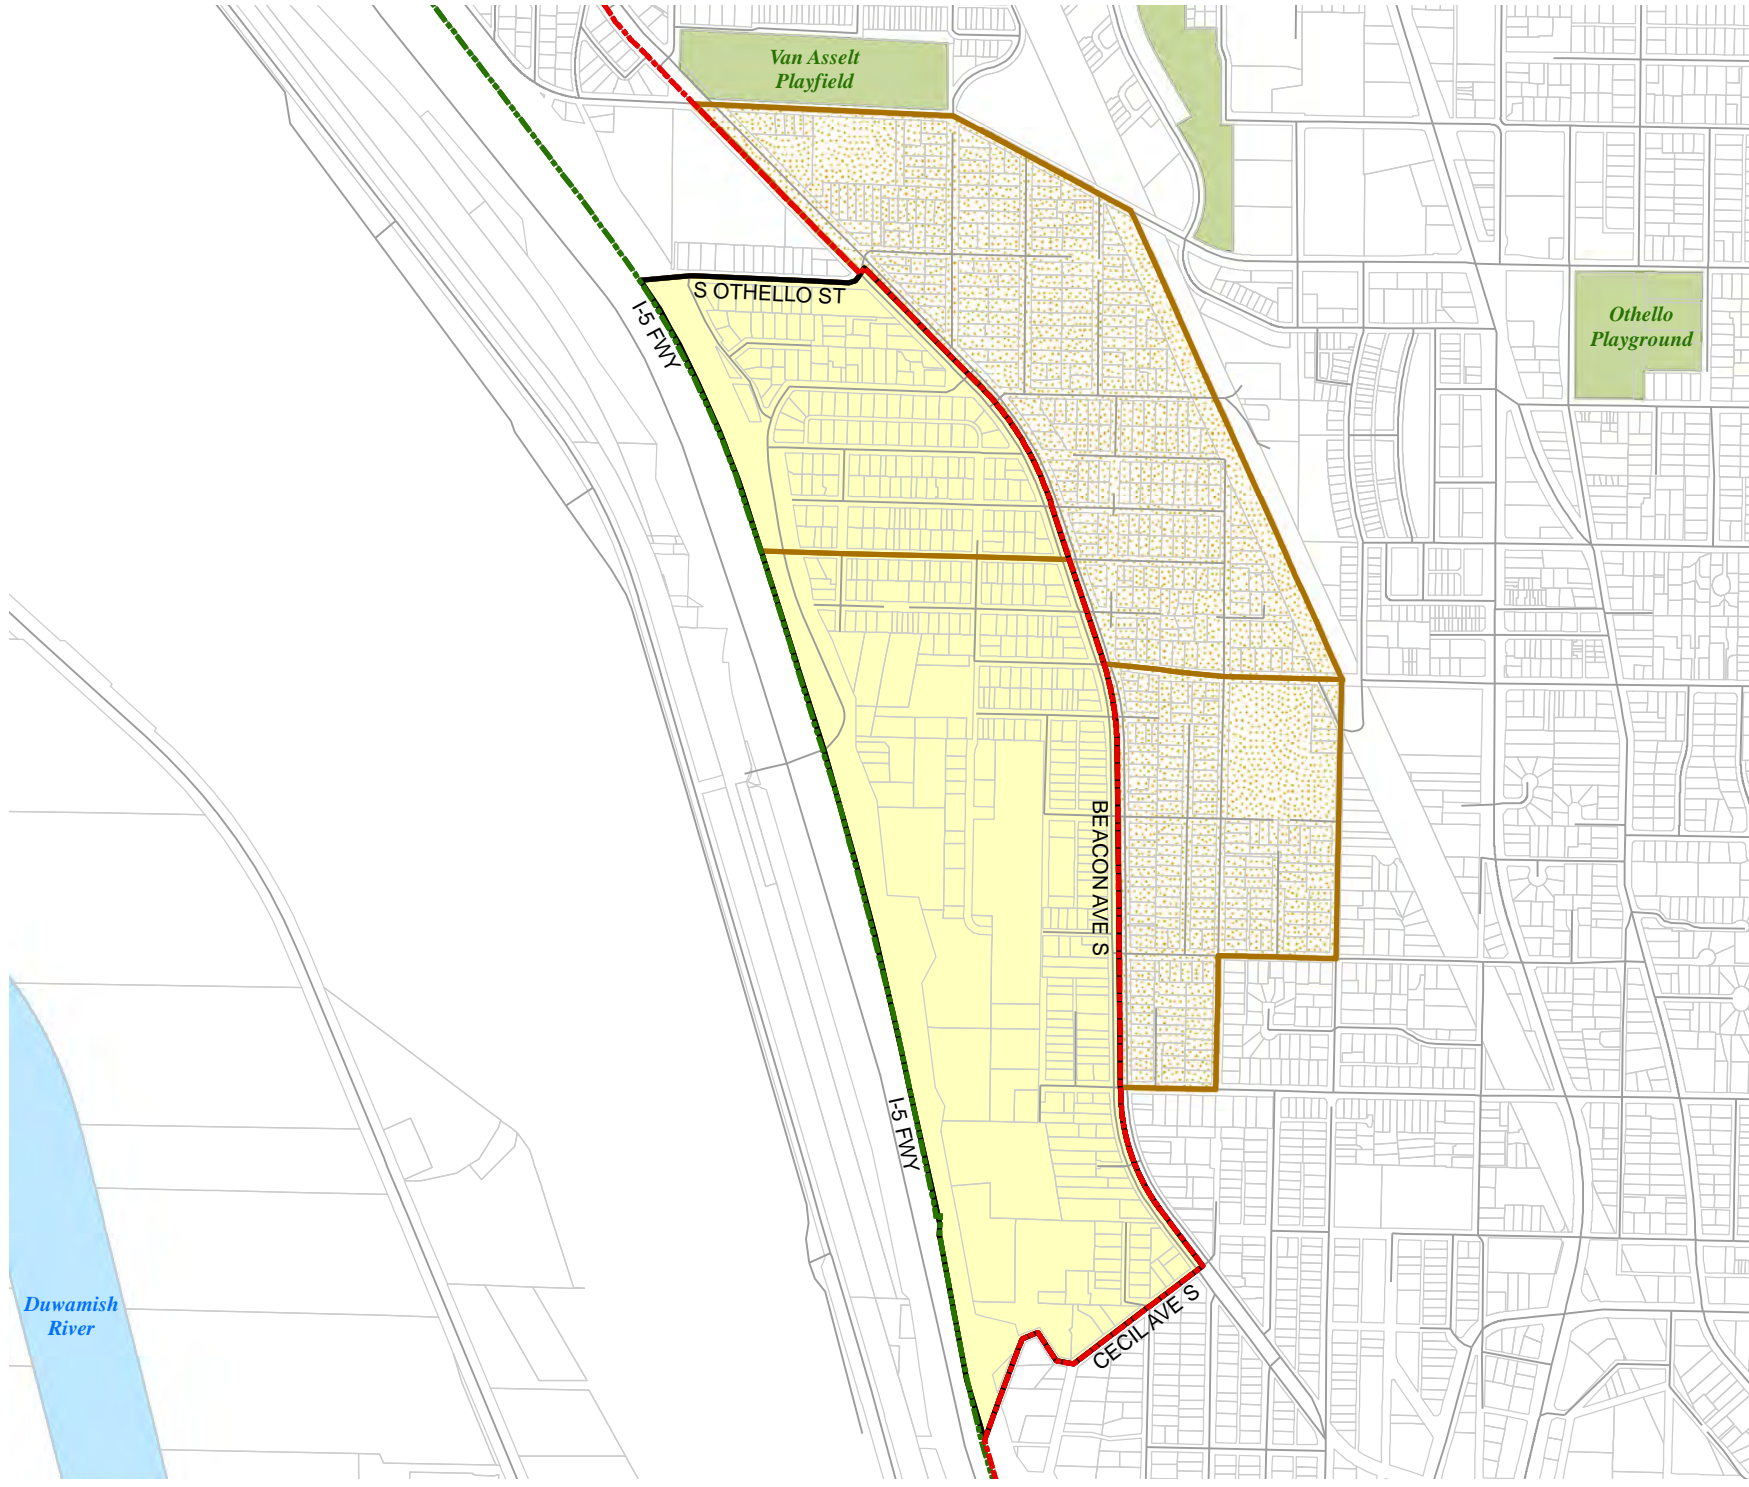 Van Asselt
Playfield
S OTHELLO ST
I-5 FWY
Othello
Playground
BEACON AVE S
I-5 FWY
Duwamish
River
CECIL AVE S